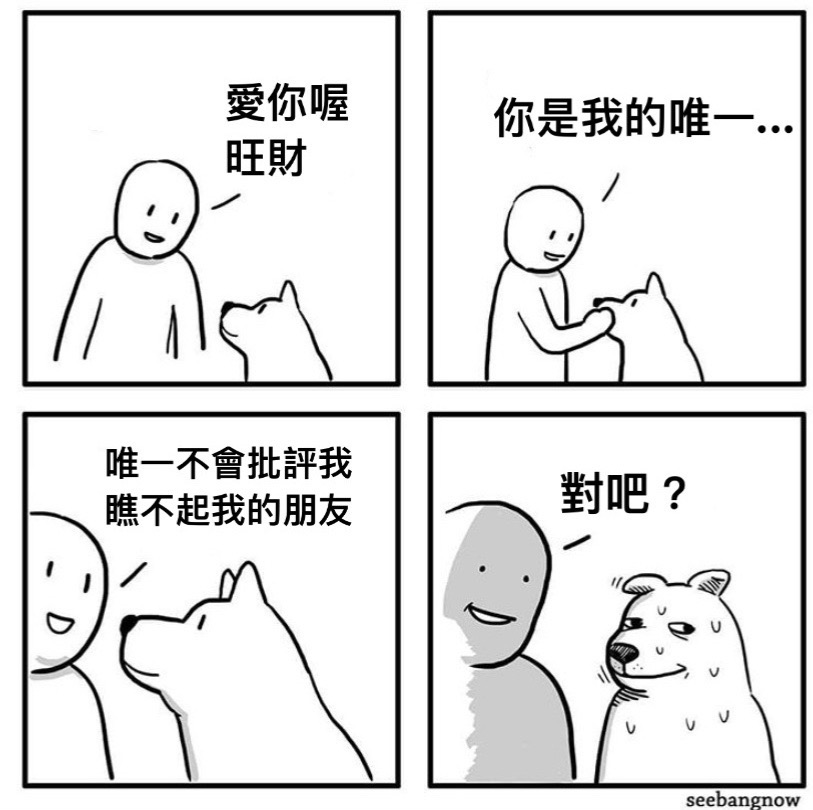 愛你喔
旺財
你是我的唯一...
唯一不會批評我
瞧不起我的朋友
對吧？
seebangnow